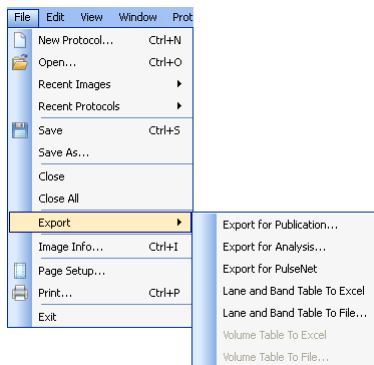 File Edit View Window Prot
New Protocol... Ctrl+N
Open... Ctrl+O
Recent Images
Recent Protocols
Save Ctrl+S
Save As...
Close
Close All
Export
Image Info... Ctrl+I
Page Setup...
Print... Ctrl+P
Exit
Export for Publication...
Export for Analysis...
Export for PulseNet
Lane and Band Table To Excel
Lane and Band Table To File...
Volume Table To Excel
Volume Table To File...